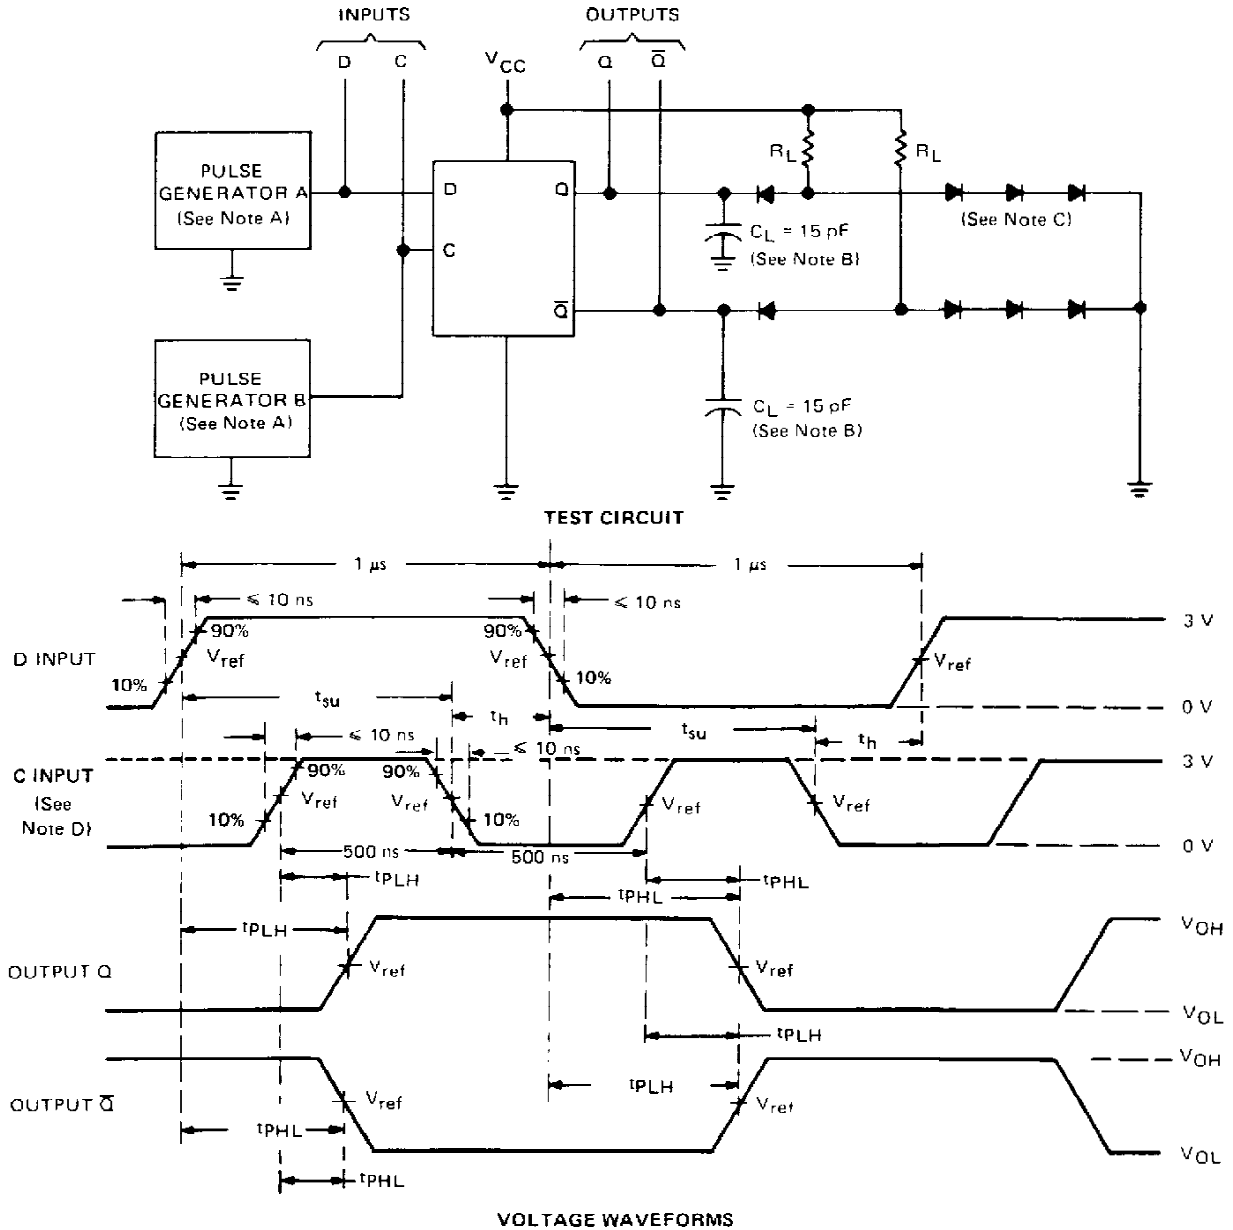 INPUTS OUTPUTS
D C VCC Q Q̅
RL RL
PULSE
GENERATOR A
(See Note A)
D Q
C
CL = 15 pF
(See Note B)
(See Note C)
Q̅
PULSE
GENERATOR B
(See Note A)
CL = 15 pF
(See Note B)
TEST CIRCUIT
1 μs 1 μs
≤ 10 ns ≤ 10 ns
3 V
90% 90%
D INPUT Vref Vref Vref
10% 10%
tsu th 0 V
tsu th
≤ 10 ns ≤ 10 ns
3 V
C INPUT 90% 90%
(See Vref Vref Vref Vref
Note D) 10% 10%
0 V
500 ns 500 ns
tPLH tPHL
tPHL
tPLH VOH
OUTPUT Q Vref Vref
VOL
tPLH
VOH
tPLH
OUTPUT Q̅ Vref Vref
tPHL
VOL
tPHL
VOLTAGE WAVEFORMS